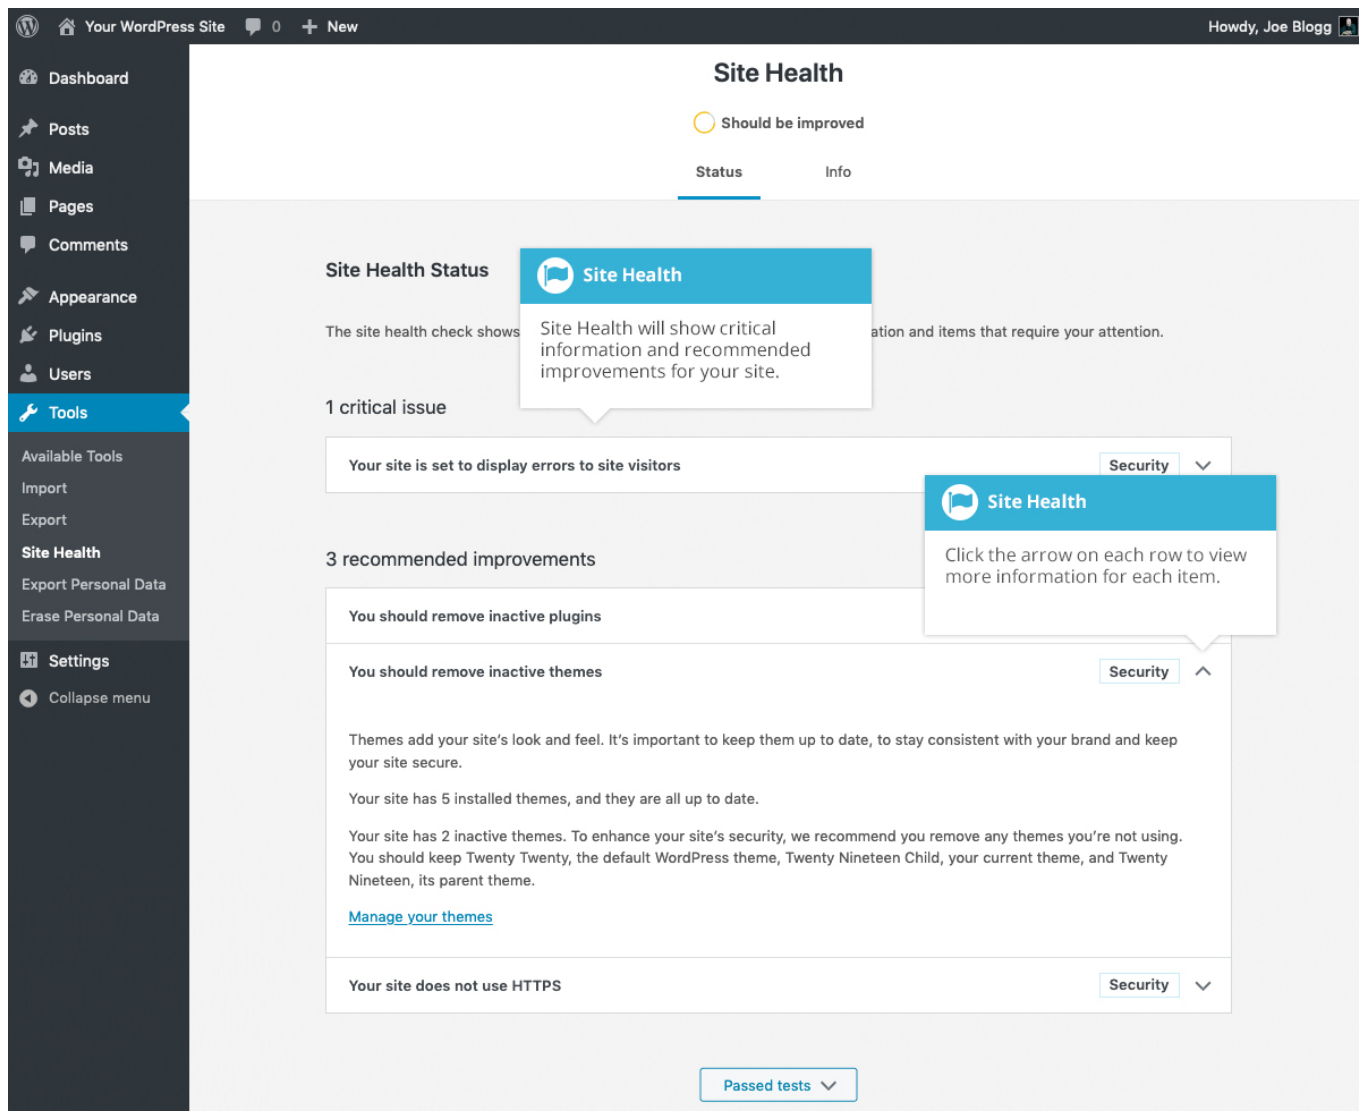 Your WordPress Site 0 New Howdy, Joe Blogg
Dashboard
Posts
Media
Pages
Comments
Appearance
Plugins
Users
Tools
Available Tools
Import
Export
Site Health
Export Personal Data
Erase Personal Data
Settings
Collapse menu
Site Health
Should be improved
Status Info
Site Health Status
The site health check shows
ation and items that require your attention.
Site Health
Site Health will show critical
information and recommended
improvements for your site.
1 critical issue
Your site is set to display errors to site visitors Security
Site Health
Click the arrow on each row to view
more information for each item.
3 recommended improvements
You should remove inactive plugins
You should remove inactive themes Security
Themes add your site's look and feel. It's important to keep them up to date, to stay consistent with your brand and keep
your site secure.
Your site has 5 installed themes, and they are all up to date.
Your site has 2 inactive themes. To enhance your site's security, we recommend you remove any themes you're not using.
You should keep Twenty Twenty, the default WordPress theme, Twenty Nineteen Child, your current theme, and Twenty
Nineteen, its parent theme.
Manage your themes
Your site does not use HTTPS Security
Passed tests